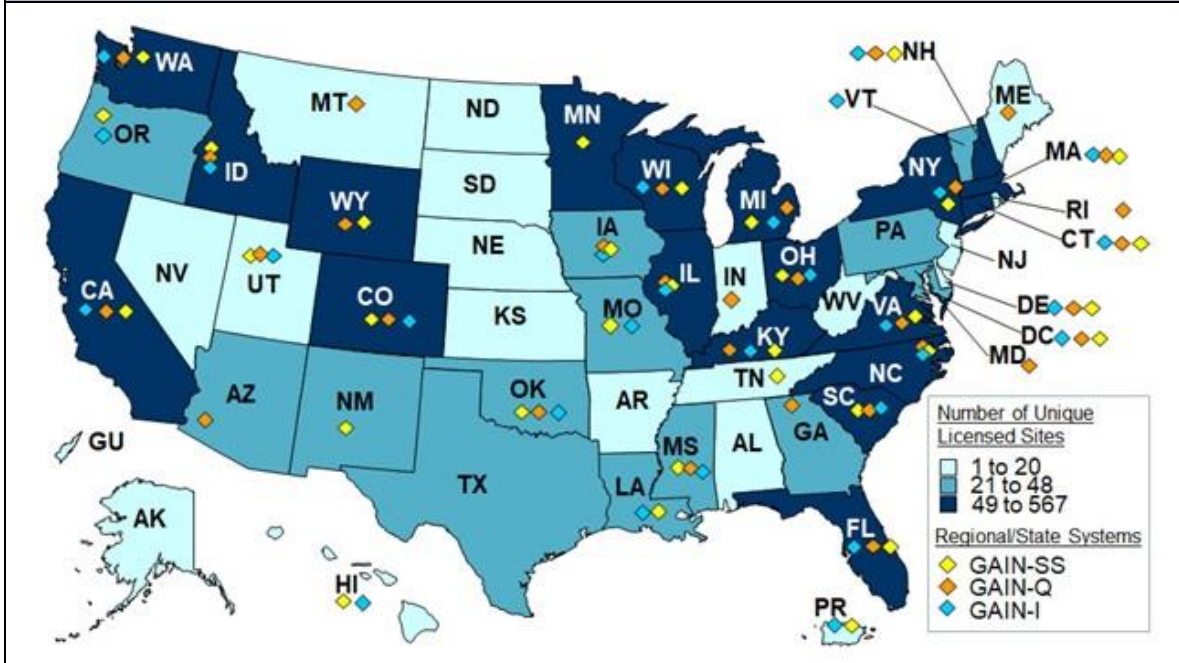 NH
WA
ME
MT
ND
VT
OR
MN
MA
ID
SD
WI
NY
MI
WY
RI
IA
PA
CT
NE
NV
OH
NJ
UT
IL
IN
CA
CO
WV
DE
KS
MO
VA
DC
KY
MD
NC
TN
OK
AZ
NM
AR
SC
GU
MS
AL
GA
TX
LA
AK
FL
HI
PR
Number of Unique
Licensed Sites
1 to 20
21 to 48
49 to 567
Regional/State Systems
GAIN-SS
GAIN-Q
GAIN-I